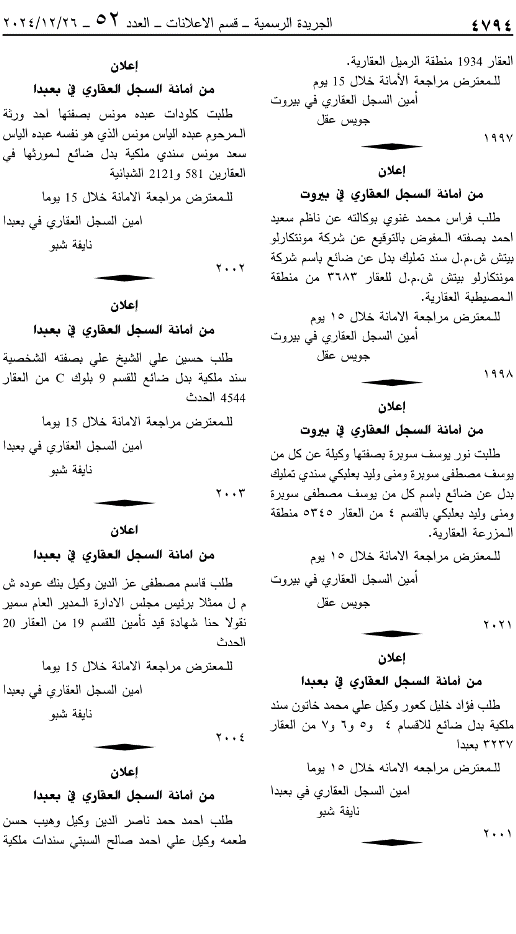 ٤٧٩٤
الجريدة الرسمية – قسم الاعلانات – العدد ٥٢ – ٢٠٢٤/١٢/٢٦
العقار 1934 منطقة الرميل العقارية.
للمعترض مراجعة الأمانة خلال 15 يوم
أمين السجل العقاري في بيروت
جويس عقل
١٩٩٧
إعلان
من أمانة السجل العقاري في بيروت
طلب فراس محمد غنوي بوكالته عن ناظم سعيد
احمد بصفته المفوض بالتوقيع عن شركة مونتكارلو
بيتش ش.م.ل سند تمليك بدل عن ضائع باسم شركة
مونتكارلو بيتش ش.م.ل للعقار ٣٦٨٣ من منطقة
المصيطبة العقارية.
للمعترض مراجعة الأمانة خلال ١٥ يوم
أمين السجل العقاري في بيروت
جويس عقل
١٩٩٨
إعلان
من أمانة السجل العقاري في بيروت
طلبت نور يوسف سوبرة بصفتها وكيلة عن كل من
يوسف مصطفى سوبرة ومنى وليد بعلبكي سندي تمليك
بدل عن ضائع باسم كل من يوسف مصطفى سوبرة
ومنى وليد بعلبكي بالقسم ٤ من العقار ٥٣٤٥ منطقة
المزرعة العقارية.
للمعترض مراجعة الأمانة خلال ١٥ يوم
أمين السجل العقاري في بيروت
جويس عقل
٢٠٢١
إعلان
من أمانة السجل العقاري في بعبدا
طلب فؤاد خليل كعور وكيل علي محمد خاتون سند
ملكية بدل ضائع للاقسام ٤ و٥ و٦ و٧ من العقار
٣٢٣٧ بعبدا
للمعترض مراجعه الامانه خلال ١٥ يوما
امين السجل العقاري في بعبدا
نايفة شبو
٢٠٠١
إعلان
من أمانة السجل العقاري في بعبدا
طلبت كلودات عبده مونس بصفتها احد ورثة
المرحوم عبده الياس مونس الذي هو نفسه عبده الياس
سعد مونس سندي ملكية بدل ضائع لمورثها في
العقارين 581 و2121 الشبانية
للمعترض مراجعة الامانة خلال 15 يوما
امين السجل العقاري في بعبدا
نايفة شبو
٢٠٠٢
إعلان
من أمانة السجل العقاري في بعبدا
طلب حسين علي الشيخ علي بصفته الشخصية
سند ملكية بدل ضائع للقسم 9 بلوك C من العقار
4544 الحدث
للمعترض مراجعة الامانة خلال 15 يوما
امين السجل العقاري في بعبدا
نايفة شبو
٢٠٠٣
اعلان
من امانة السجل العقاري في بعبدا
طلب قاسم مصطفى عز الدين وكيل بنك عوده ش
م ل ممثلا برئيس مجلس الادارة المدير العام سمير
نقولا حنا شهادة قيد تأمين للقسم 19 من العقار 20
الحدث
للمعترض مراجعة الامانة خلال 15 يوما
امين السجل العقاري في بعبدا
نايفة شبو
٢٠٠٤
إعلان
من أمانة السجل العقاري في بعبدا
طلب احمد حمد ناصر الدين وكيل وهيب حسن
طعمه وكيل علي احمد صالح السبتي سندات ملكية